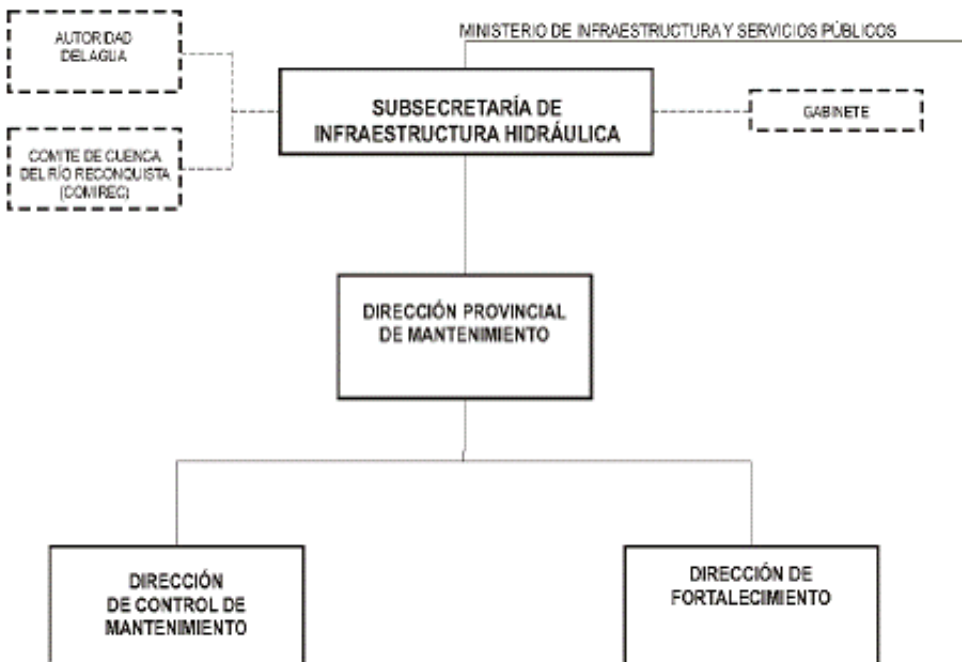 AUTORIDAD
DEL AGUA
MINISTERIO DE INFRAESTRUCTURA Y SERVICIOS PÚBLICOS
SUBSECRETARÍA DE
INFRAESTRUCTURA HIDRÁULICA
GABINETE
COMITE DE CUENCA
DEL RÍO RECONQUISTA
(COMIREC)
DIRECCIÓN PROVINCIAL
DE MANTENIMIENTO
DIRECCIÓN
DE CONTROL DE
MANTENIMIENTO
DIRECCIÓN DE
FORTALECIMIENTO